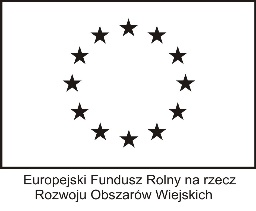 Europejski Fundusz Rolny na rzecz
Rozwoju Obszarów Wiejskich